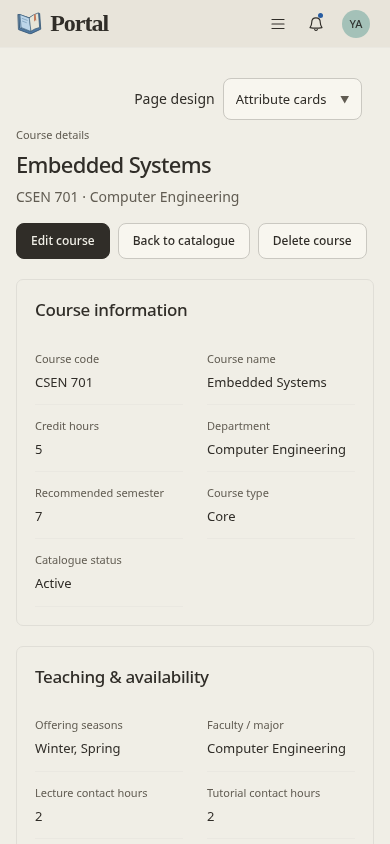 Portal
YA
Page design
Attribute cards
Course details
Embedded Systems
CSEN 701 · Computer Engineering
Edit course
Back to catalogue
Delete course
Course information
Course code
Course name
CSEN 701
Embedded Systems
Credit hours
Department
5
Computer Engineering
Recommended semester
Course type
7
Core
Catalogue status
Active
Teaching & availability
Offering seasons
Faculty / major
Winter, Spring
Computer Engineering
Lecture contact hours
Tutorial contact hours
2
2